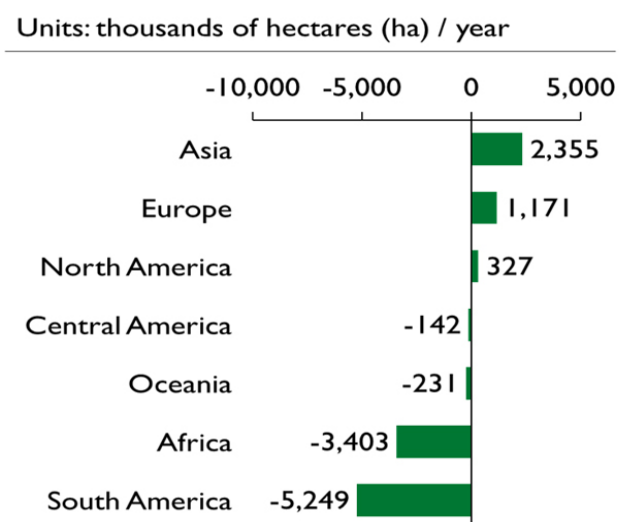 Units: thousands of hectares (ha) / year
-10,000 -5,000 0 5,000
Asia 2,355
Europe 1,171
North America 327
Central America -142
Oceania -231
Africa -3,403
South America -5,249